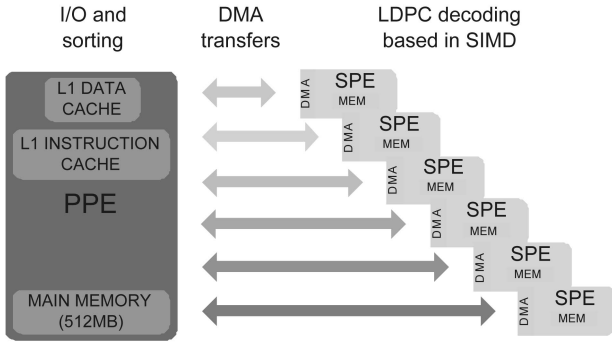 I/O and
sorting
DMA
transfers
LDPC decoding
based in SIMD
L1 DATA
CACHE
L1 INSTRUCTION
CACHE
PPE
MAIN MEMORY
(512MB)
DMA
SPE
MEM
DMA
SPE
MEM
DMA
SPE
MEM
DMA
SPE
MEM
DMA
SPE
MEM
DMA
SPE
MEM